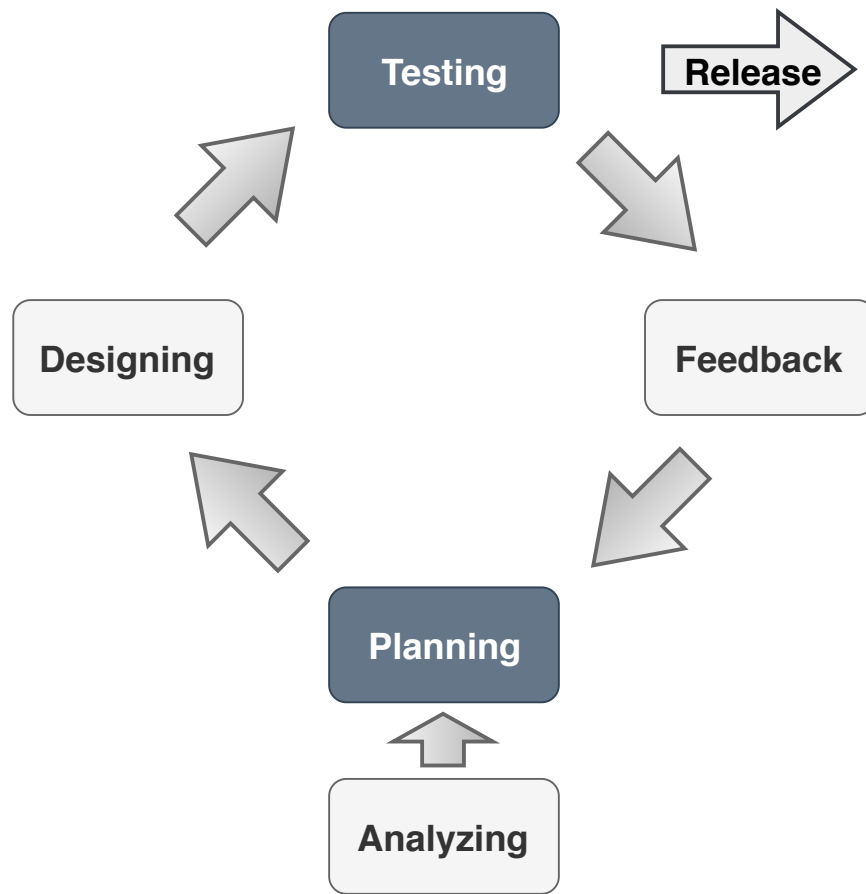 Testing
Release
Designing
Feedback
Planning
Analyzing